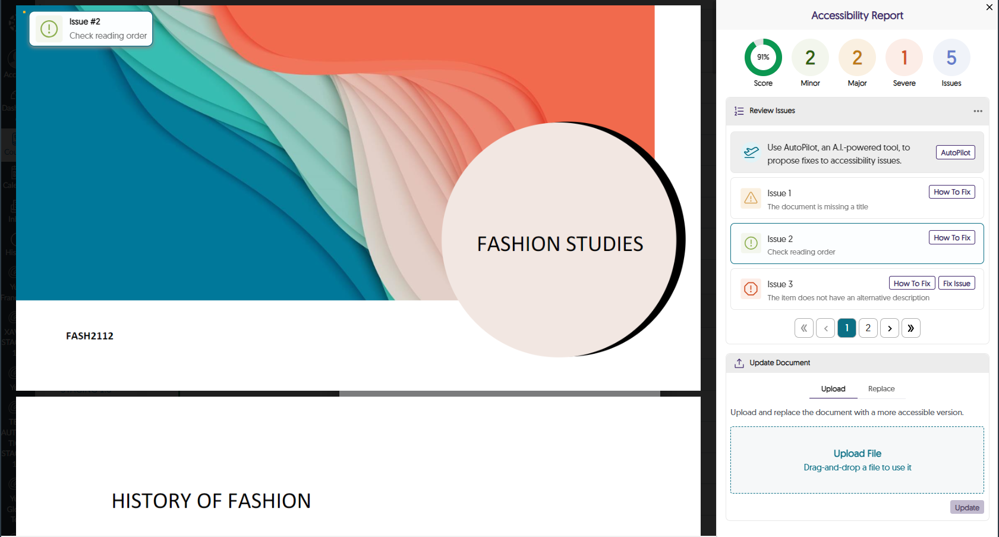 Issue #2
Check reading order
FASHION STUDIES
FASH2112
HISTORY OF FASHION
Accessibility Report
91%
Score
2
Minor
2
Major
1
Severe
5
Issues
Review Issues
Use AutoPilot, an A.I.-powered tool, to
propose fixes to accessibility issues.
AutoPilot
Issue 1
The document is missing a title
How To Fix
Issue 2
Check reading order
How To Fix
Issue 3
The item does not have an alternative description
How To Fix
Fix Issue
1
2
Update Document
Upload
Replace
Upload and replace the document with a more accessible version.
Upload File
Drag-and-drop a file to use it
Update